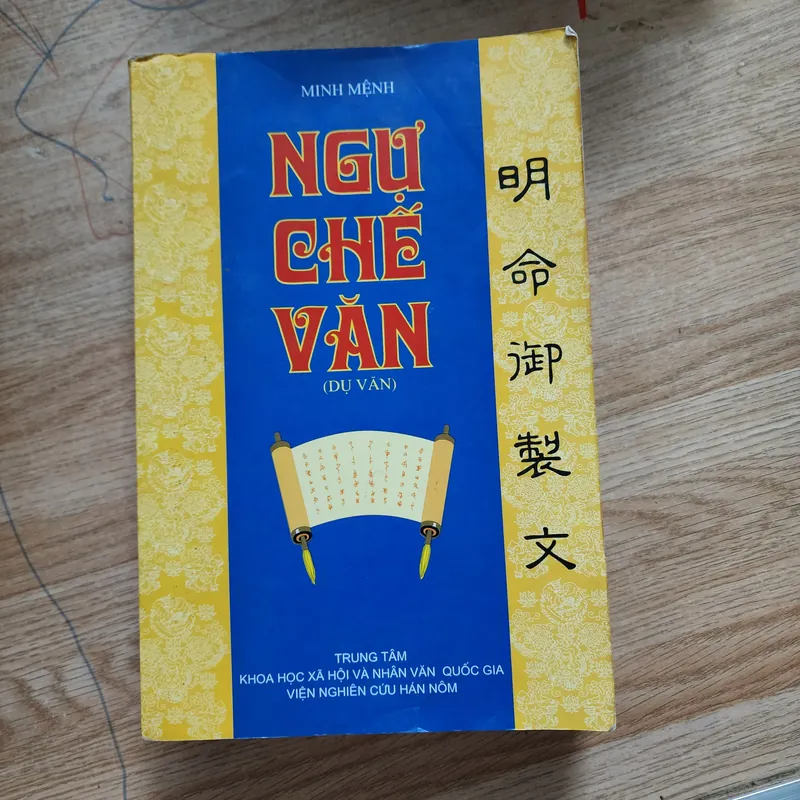 MINH MỆNH
NGỰ
CHẾ
VĂN
(DỤ VĂN)
明命御製文
TRUNG TÂM
KHOA HỌC XÃ HỘI VÀ NHÂN VĂN QUỐC GIA
VIỆN NGHIÊN CỨU HÁN NÔM